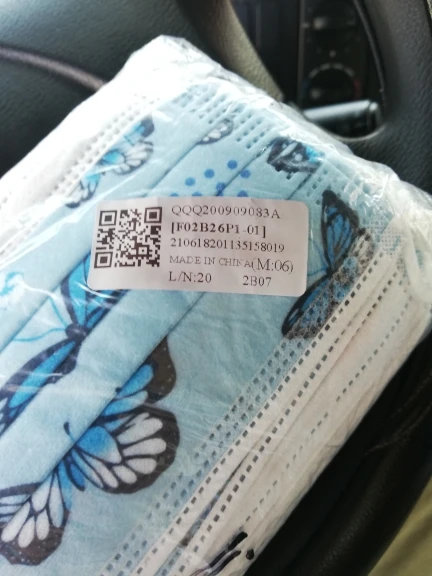 QQQ200909083A
[F02B26P1-01]
210618201135158019
MADE IN CHINA(M:06)
L/N:20 2B07